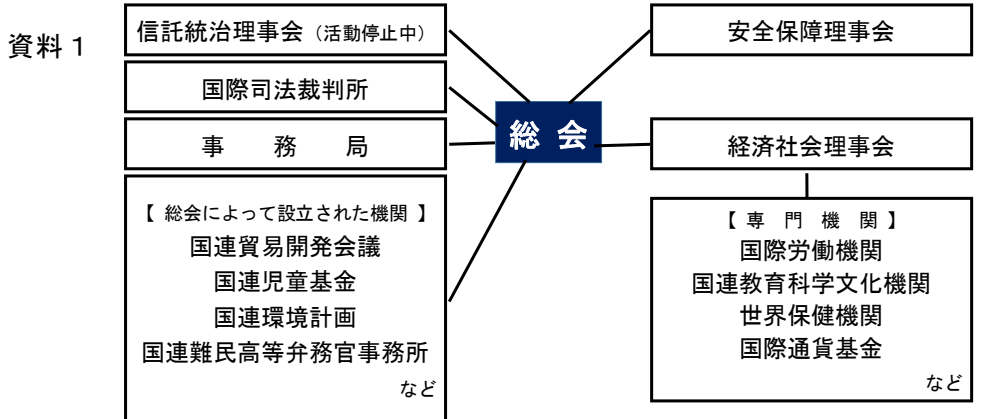 資料１
信託統治理事会（活動停止中）
国際司法裁判所
事務局
【総会によって設立された機関】
国連貿易開発会議
国連児童基金
国連環境計画
国連難民高等弁務官事務所
など
総会
安全保障理事会
経済社会理事会
【専門機関】
国際労働機関
国連教育科学文化機関
世界保健機関
国際通貨基金
など